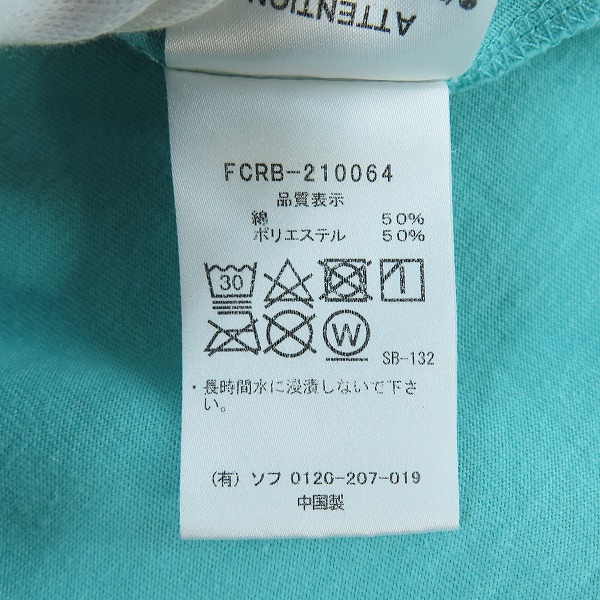 ATTENTION
FCRB-210064
品質表示
綿 50%
ポリエステル 50%
30
W
SB-132
・長時間水に浸漬しないで下さ
い。
(有) ソフ 0120-207-019
中国製